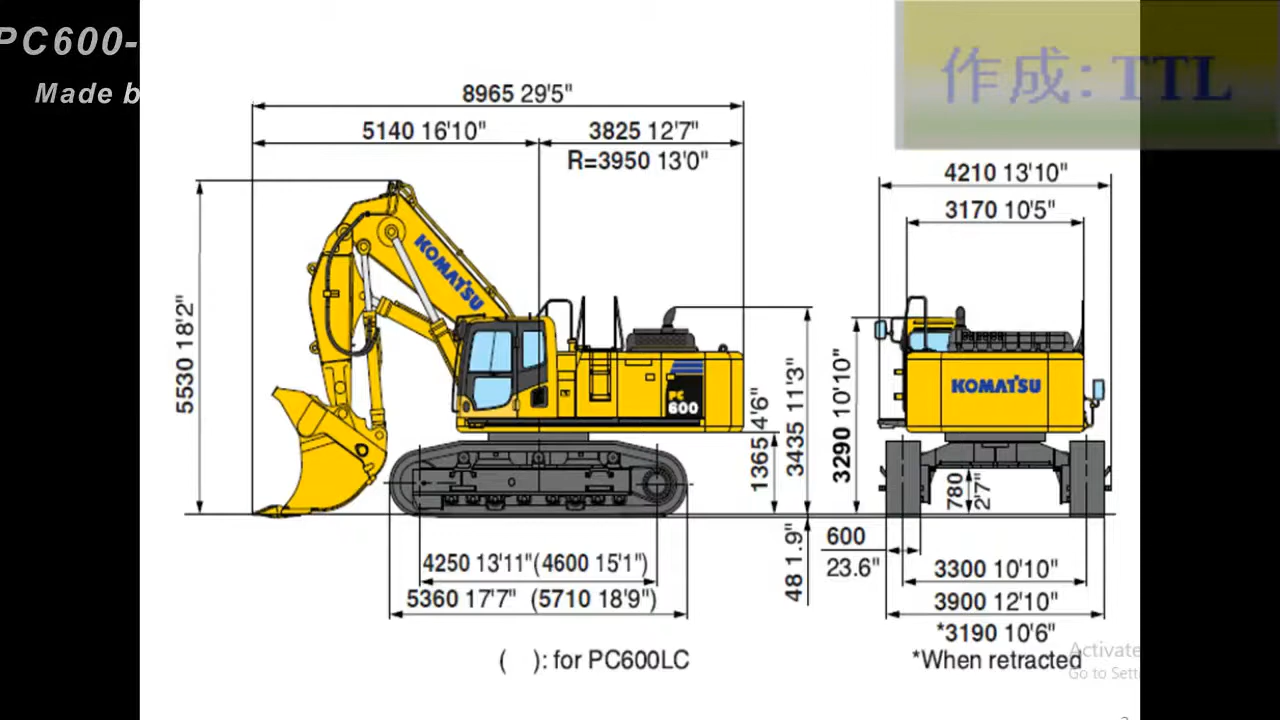 PC600-
Made b
作成: TTL
8965 29'5"
5140 16'10"
3825 12'7"
R=3950 13'0"
4210 13'10"
3170 10'5"
5530 18'2"
KOMATSU
PC
600
1365 4'6"
3435 11'3"
3290 10'10"
KOMATSU
780
2'7"
48 1.9"
600
23.6"
4250 13'11"(4600 15'1")
5360 17'7" (5710 18'9")
3300 10'10"
3900 12'10"
*3190 10'6"
( ): for PC600LC
*When retracted
Activate
Go to Setti